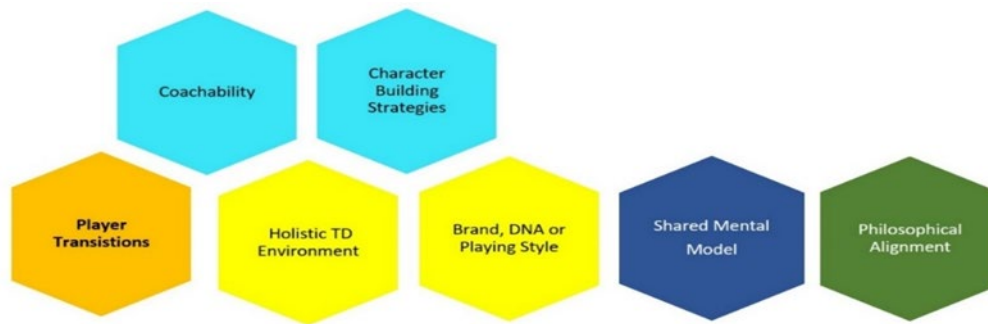 Coachability
Character
Building
Strategies
Player
Transistions
Holistic TD
Environment
Brand, DNA or
Playing Style
Shared Mental
Model
Philosophical
Alignment